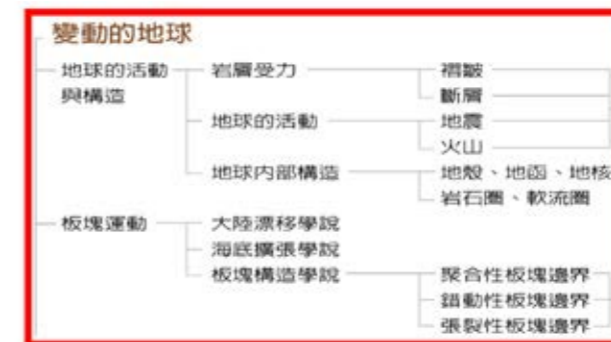 變動的地球
地球的活動與構造
岩層受力
褶皺
斷層
地球的活動
地震
火山
地球內部構造
地殼、地函、地核
岩石圈、軟流圈
板塊運動
大陸漂移學說
海底擴張學說
板塊構造學說
聚合性板塊邊界
錯動性板塊邊界
張裂性板塊邊界